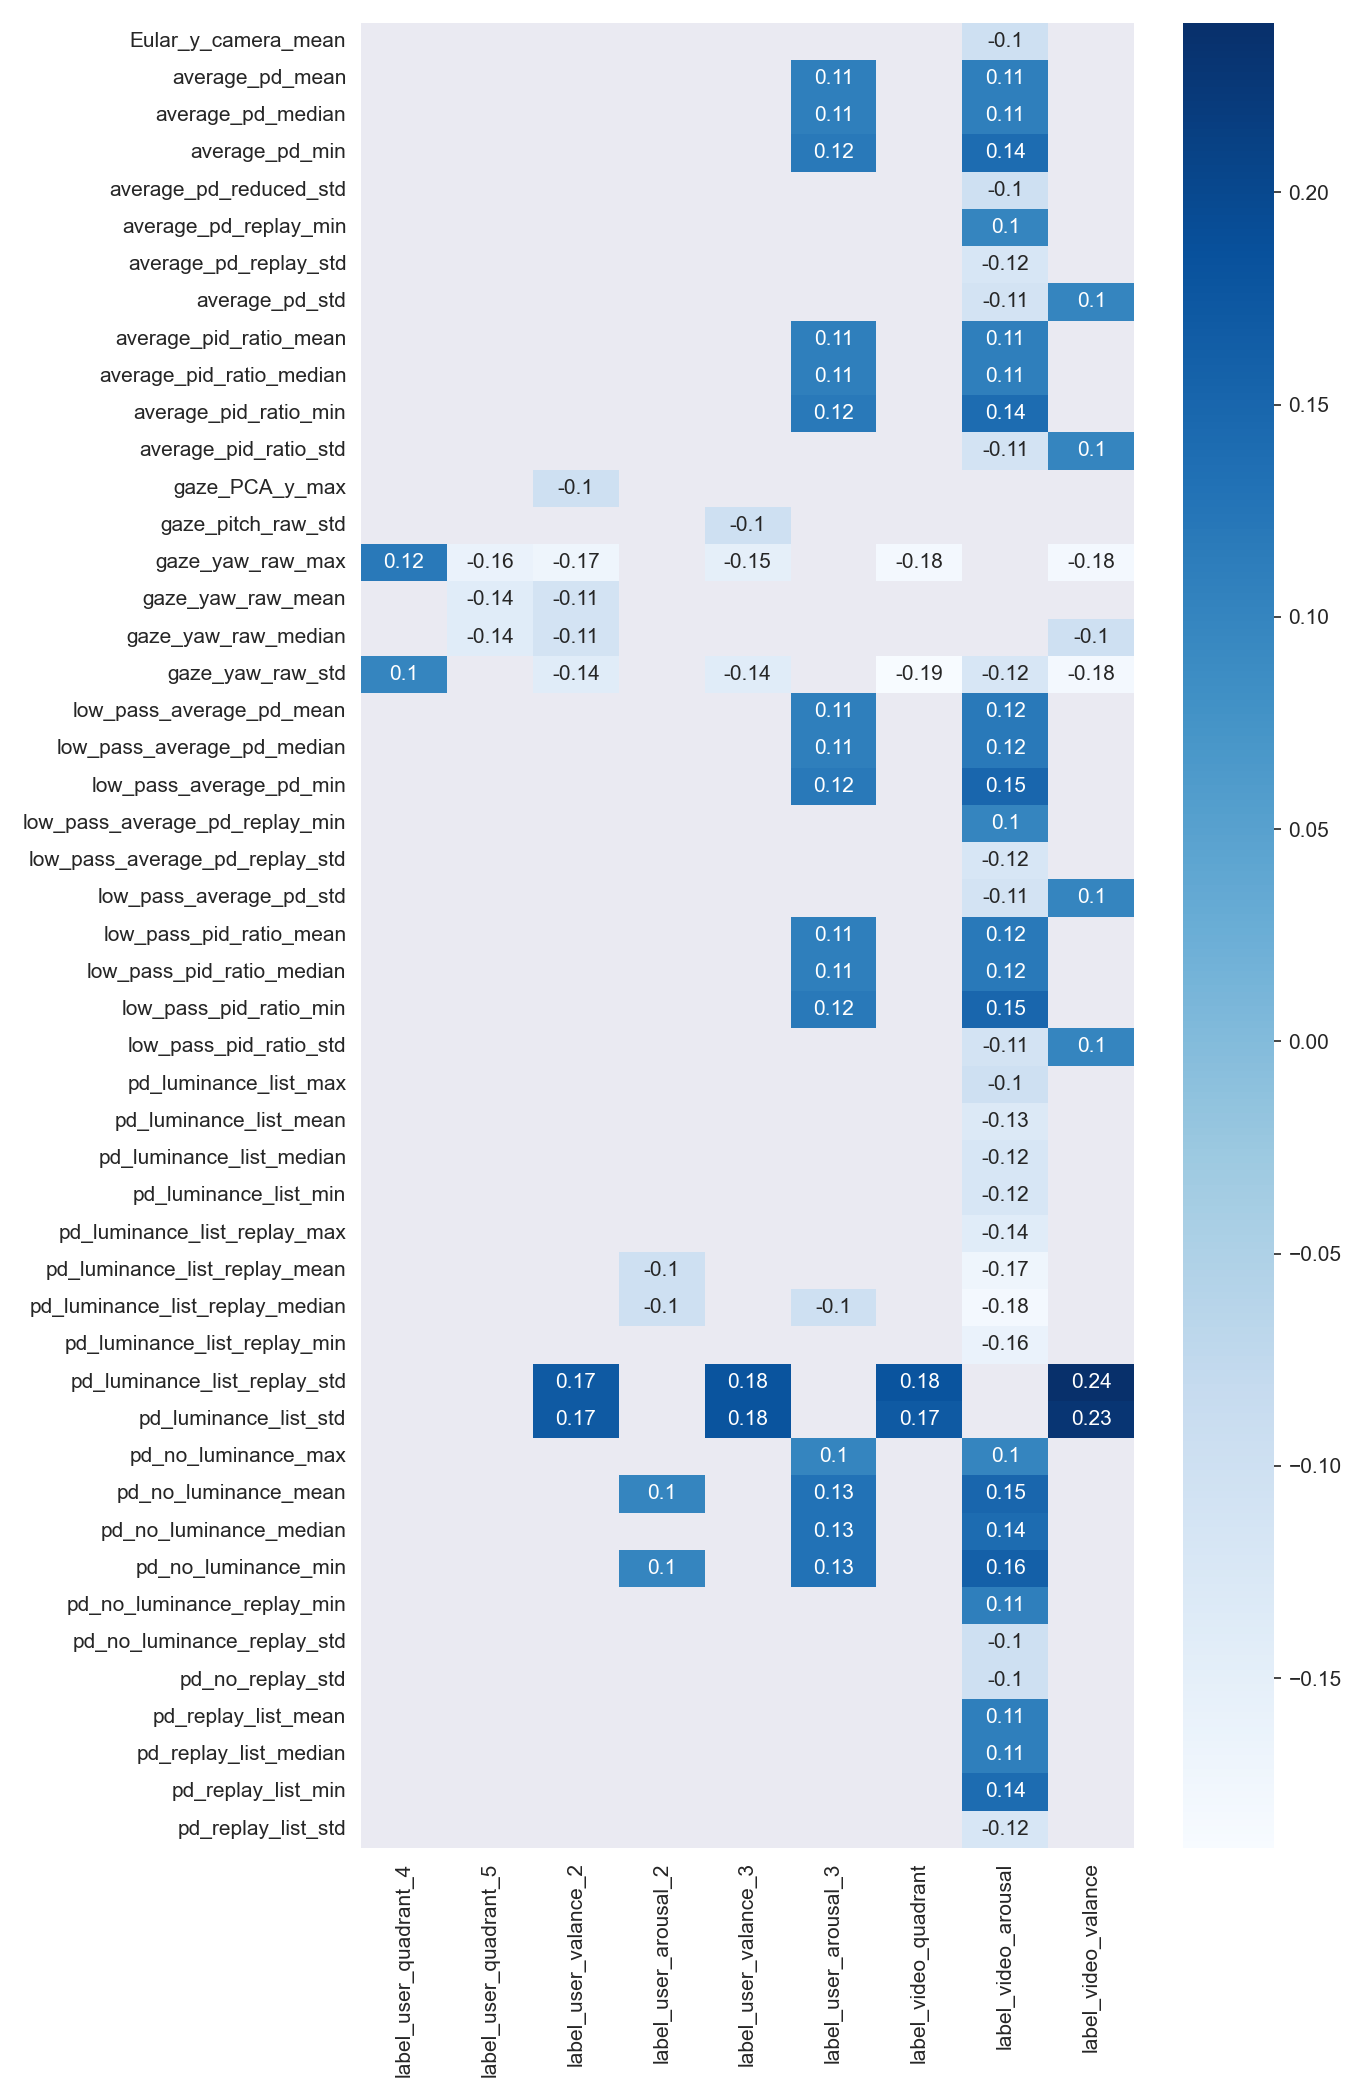 Eular_y_camera_mean -0.1
average_pd_mean 0.11 0.11
average_pd_median 0.11 0.11
average_pd_min 0.12 0.14
average_pd_reduced_std -0.1
average_pd_replay_min 0.1
average_pd_replay_std -0.12
average_pd_std -0.11 0.1
average_pid_ratio_mean 0.11 0.11
average_pid_ratio_median 0.11 0.11
average_pid_ratio_min 0.12 0.14
average_pid_ratio_std -0.11 0.1
gaze_PCA_y_max -0.1
gaze_pitch_raw_std -0.1
gaze_yaw_raw_max 0.12 -0.16 -0.17 -0.15 -0.18 -0.18
gaze_yaw_raw_mean -0.14 -0.11
gaze_yaw_raw_median -0.14 -0.11 -0.1
gaze_yaw_raw_std 0.1 -0.14 -0.14 -0.19 -0.12 -0.18
low_pass_average_pd_mean 0.11 0.12
low_pass_average_pd_median 0.11 0.12
low_pass_average_pd_min 0.12 0.15
low_pass_average_pd_replay_min 0.1
low_pass_average_pd_replay_std -0.12
low_pass_average_pd_std -0.11 0.1
low_pass_pid_ratio_mean 0.11 0.12
low_pass_pid_ratio_median 0.11 0.12
low_pass_pid_ratio_min 0.12 0.15
low_pass_pid_ratio_std -0.11 0.1
pd_luminance_list_max -0.1
pd_luminance_list_mean -0.13
pd_luminance_list_median -0.12
pd_luminance_list_min -0.12
pd_luminance_list_replay_max -0.14
pd_luminance_list_replay_mean -0.1 -0.17
pd_luminance_list_replay_median -0.1 -0.1 -0.18
pd_luminance_list_replay_min -0.16
pd_luminance_list_replay_std 0.17 0.18 0.18 0.24
pd_luminance_list_std 0.17 0.18 0.17 0.23
pd_no_luminance_max 0.1 0.1
pd_no_luminance_mean 0.1 0.13 0.15
pd_no_luminance_median 0.13 0.14
pd_no_luminance_min 0.1 0.13 0.16
pd_no_luminance_replay_min 0.11
pd_no_luminance_replay_std -0.1
pd_no_replay_std -0.1
pd_replay_list_mean 0.11
pd_replay_list_median 0.11
pd_replay_list_min 0.14
pd_replay_list_std -0.12
label_user_quadrant_4
label_user_quadrant_5
label_user_valance_2
label_user_arousal_2
label_user_valance_3
label_user_arousal_3
label_video_quadrant
label_video_arousal
label_video_valance
0.20
0.15
0.10
0.05
0.00
−0.05
−0.10
−0.15